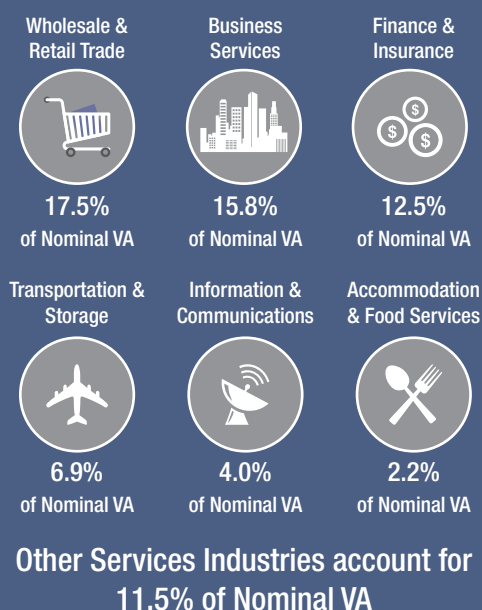 Wholesale &
Retail Trade
17.5%
of Nominal VA
Business
Services
15.8%
of Nominal VA
Finance &
Insurance
$
$
$
12.5%
of Nominal VA
Transportation &
Storage
6.9%
of Nominal VA
Information &
Communications
4.0%
of Nominal VA
Accommodation
& Food Services
2.2%
of Nominal VA
Other Services Industries account for
11.5% of Nominal VA